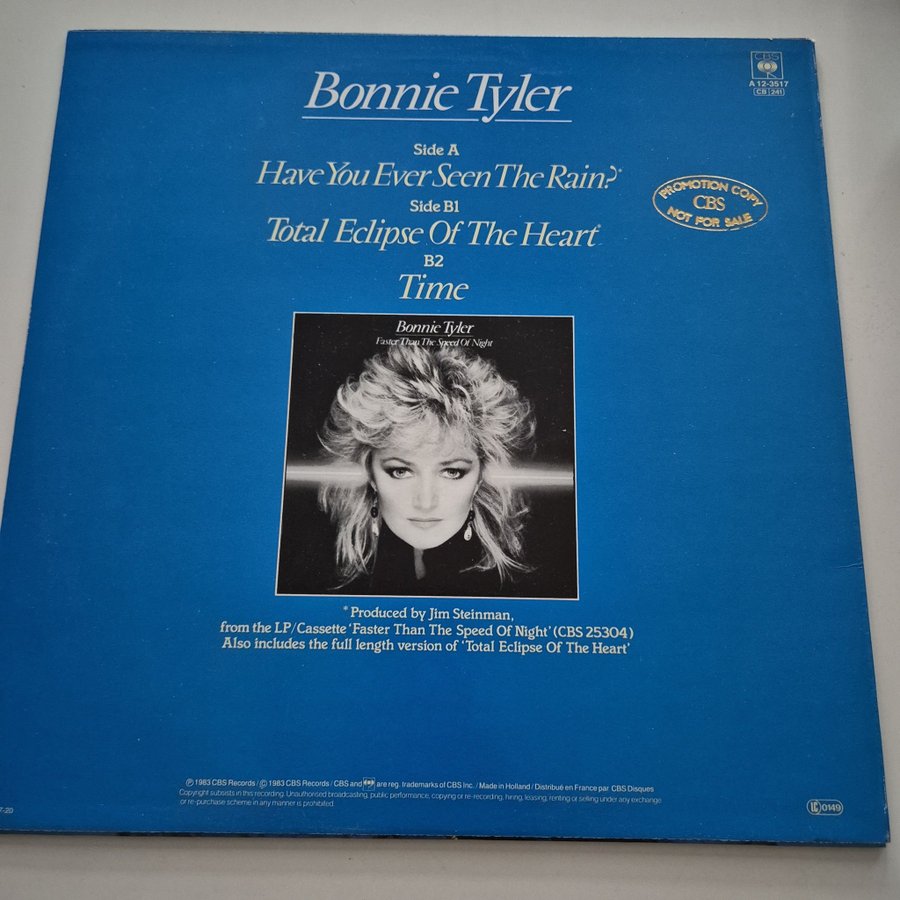 CBS
A 12-3517
CB 241
Bonnie Tyler
Side A
Have You Ever Seen The Rain?*
PROMOTION COPY
CBS
NOT FOR SALE
Side B1
Total Eclipse Of The Heart*
B2
Time
Bonnie Tyler
Faster Than The Speed Of Night
* Produced by Jim Steinman,
from the LP/Cassette 'Faster Than The Speed Of Night' (CBS 25304)
Also includes the full length version of 'Total Eclipse Of The Heart'
℗ 1983 CBS Records / © 1983 CBS Records / CBS and are reg. trademarks of CBS Inc. / Made in Holland / Distribué en France par CBS Disques
Copyright subsists in this recording. Unauthorised broadcasting, public performance, copying or re-recording, hiring, leasing, renting or selling under any exchange
or re-purchase scheme in any manner is prohibited.
7-20
LC 0149